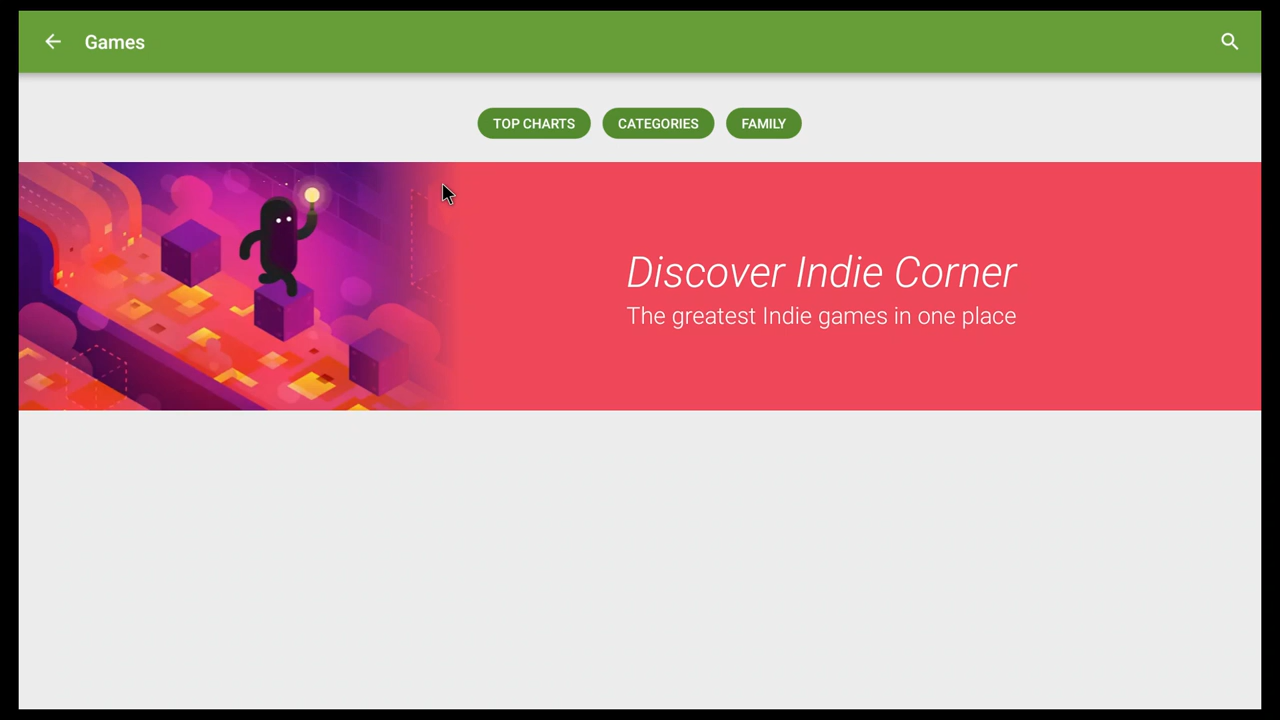 Games
TOP CHARTS
CATEGORIES
FAMILY
Discover Indie Corner
The greatest Indie games in one place